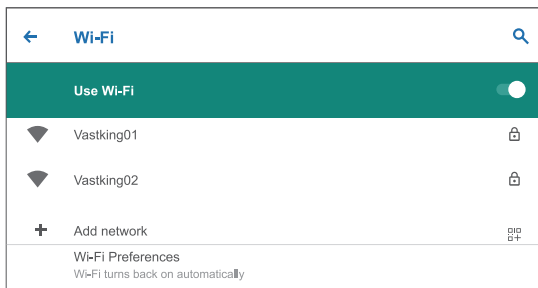 Wi-Fi
Use Wi-Fi
Vastking01
Vastking02
Add network
Wi-Fi Preferences
Wi-Fi turns back on automatically